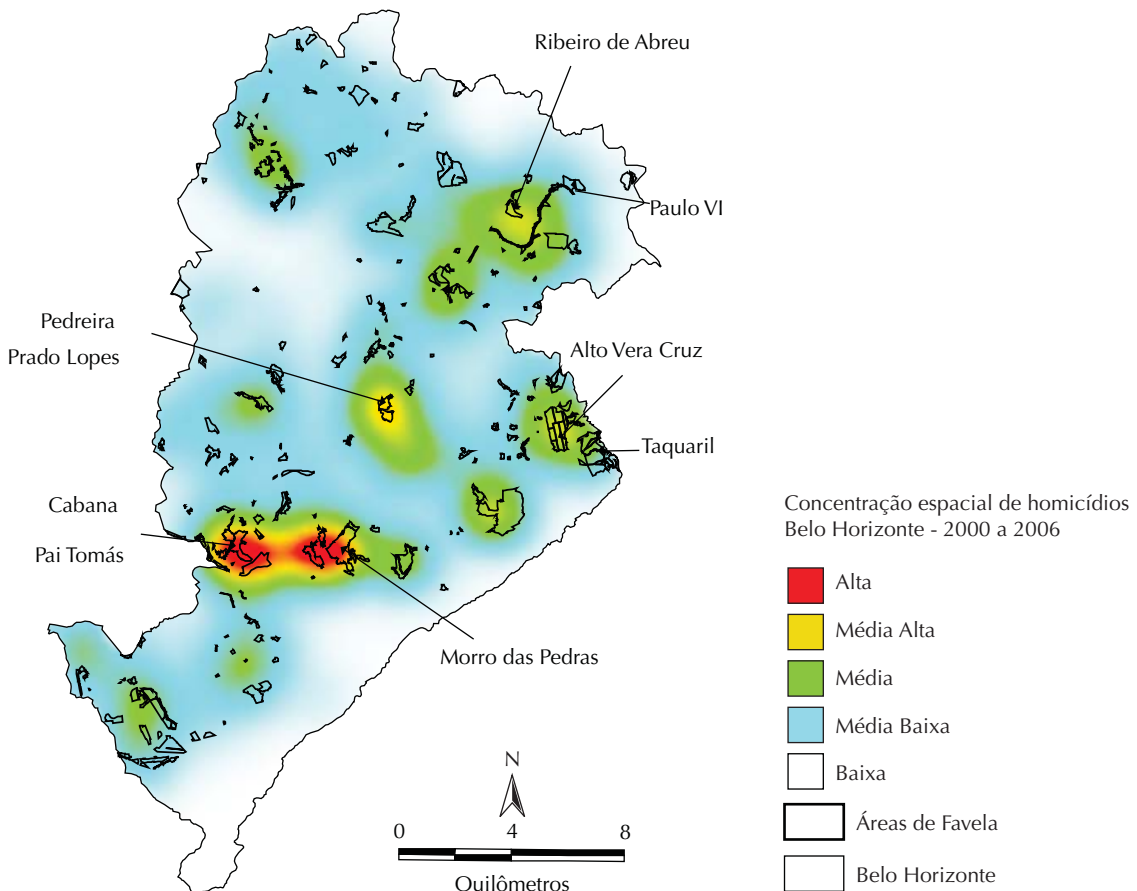 Ribeiro de Abreu
Paulo VI
Pedreira
Prado Lopes
Alto Vera Cruz
Taquaril
Cabana
Pai Tomás
Morro das Pedras
Concentração espacial de homicídios
Belo Horizonte - 2000 a 2006
Alta
Média Alta
Média
Média Baixa
Baixa
Áreas de Favela
Belo Horizonte
N
0 4 8
Quilômetros